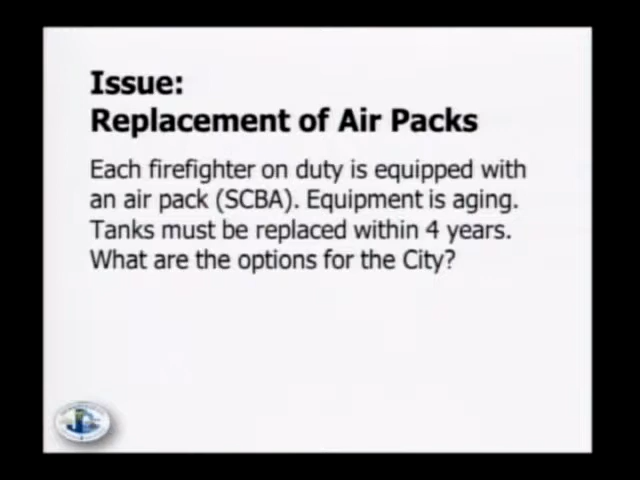 Issue:
Replacement of Air Packs
Each firefighter on duty is equipped with
an air pack (SCBA). Equipment is aging.
Tanks must be replaced within 4 years.
What are the options for the City?